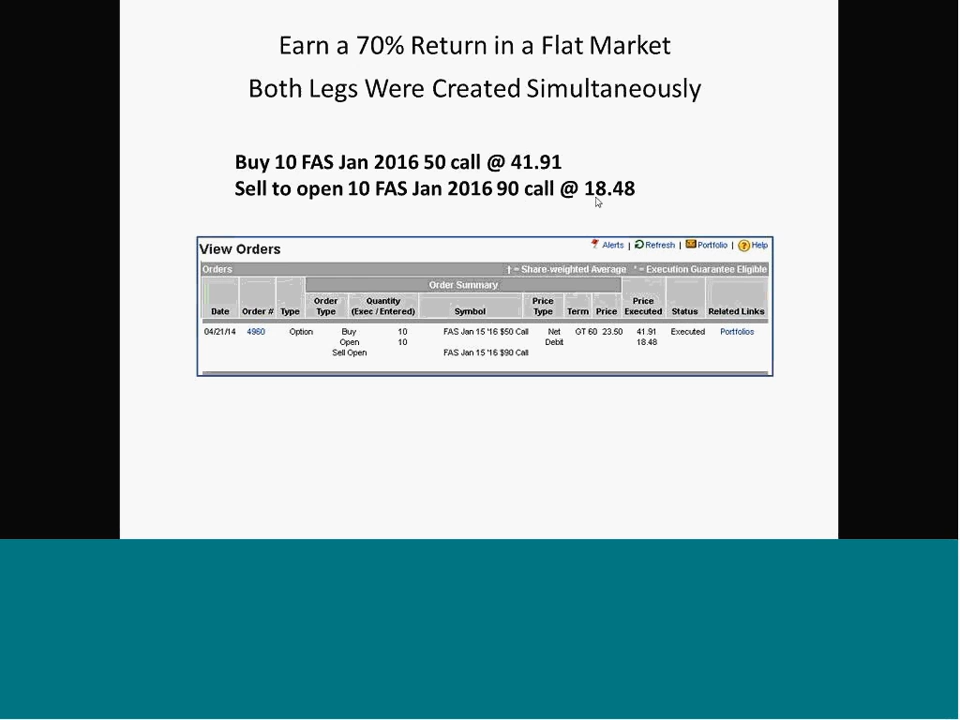 Earn a 70% Return in a Flat Market
Both Legs Were Created Simultaneously
Buy 10 FAS Jan 2016 50 call @ 41.91
Sell to open 10 FAS Jan 2016 90 call @ 18.48
View Orders
Alerts | Refresh | Portfolio | Help
Orders † = Share-weighted Average * = Execution Guarantee Eligible
Order Summary
Date Order # Type Order Type Quantity (Exec / Entered) Symbol Price Type Term Price Price Executed Status Related Links
04/21/14 4960 Option Buy 10 FAS Jan 15 '16 $50 Call Net GT 60 23.50 41.91 Executed Portfolios
Open 10 Debit 18.48
Sell Open FAS Jan 15 '16 $90 Call